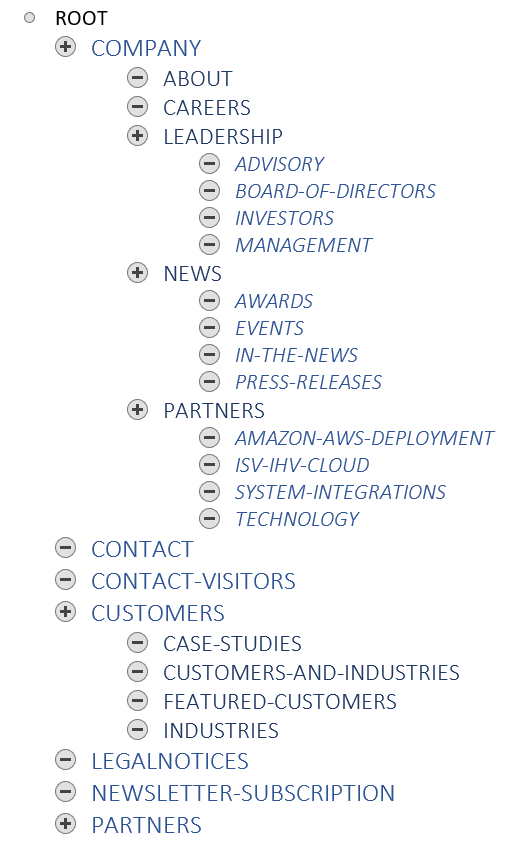 ROOT
COMPANY
ABOUT
CAREERS
LEADERSHIP
ADVISORY
BOARD-OF-DIRECTORS
INVESTORS
MANAGEMENT
NEWS
AWARDS
EVENTS
IN-THE-NEWS
PRESS-RELEASES
PARTNERS
AMAZON-AWS-DEPLOYMENT
ISV-IHV-CLOUD
SYSTEM-INTEGRATIONS
TECHNOLOGY
CONTACT
CONTACT-VISITORS
CUSTOMERS
CASE-STUDIES
CUSTOMERS-AND-INDUSTRIES
FEATURED-CUSTOMERS
INDUSTRIES
LEGALNOTICES
NEWSLETTER-SUBSCRIPTION
PARTNERS